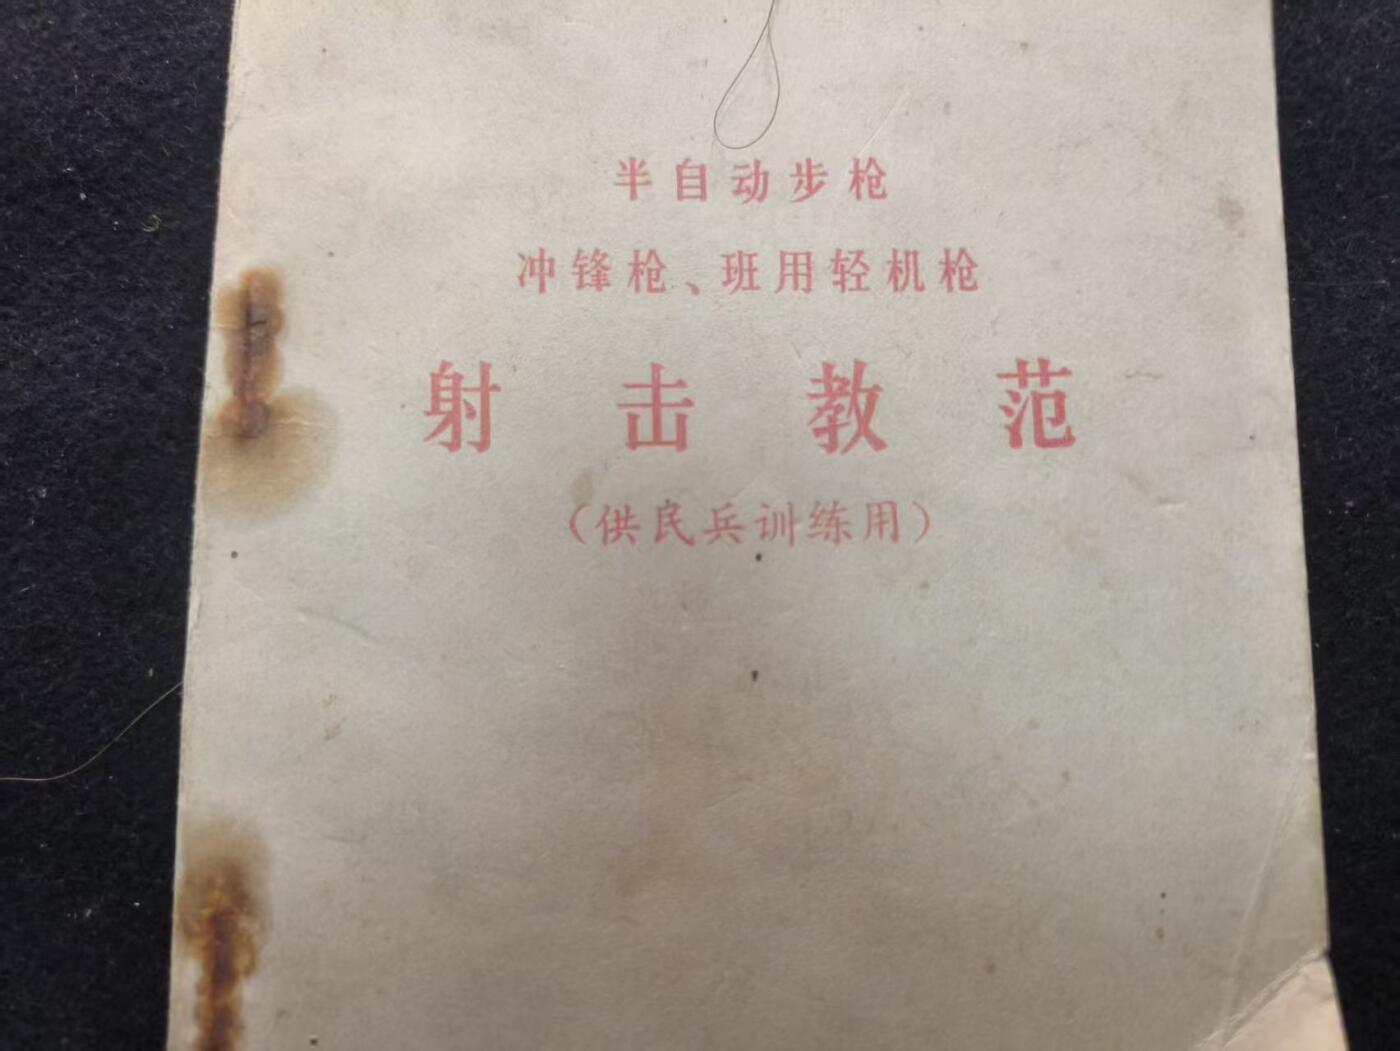 半自动步枪
冲锋枪、班用轻机枪
射击教范
（供民兵训练用）